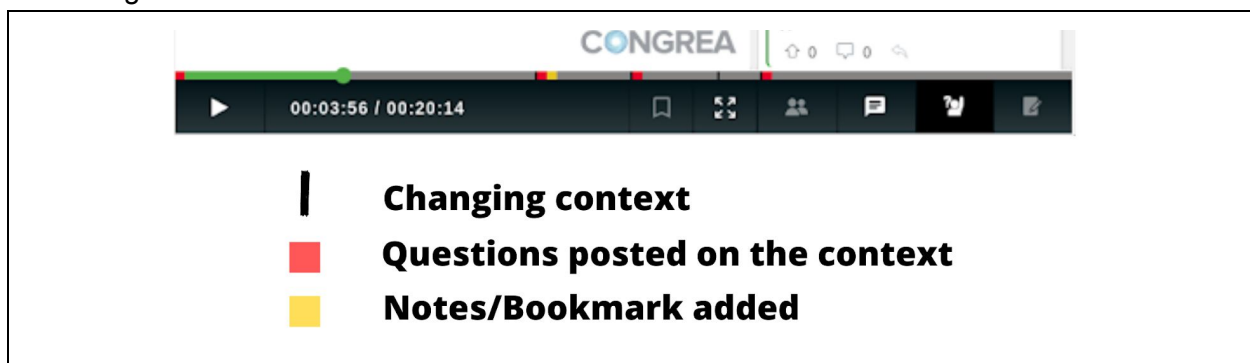 CONGREA
0 0
00:03:56 / 00:20:14
Changing context
Questions posted on the context
Notes/Bookmark added